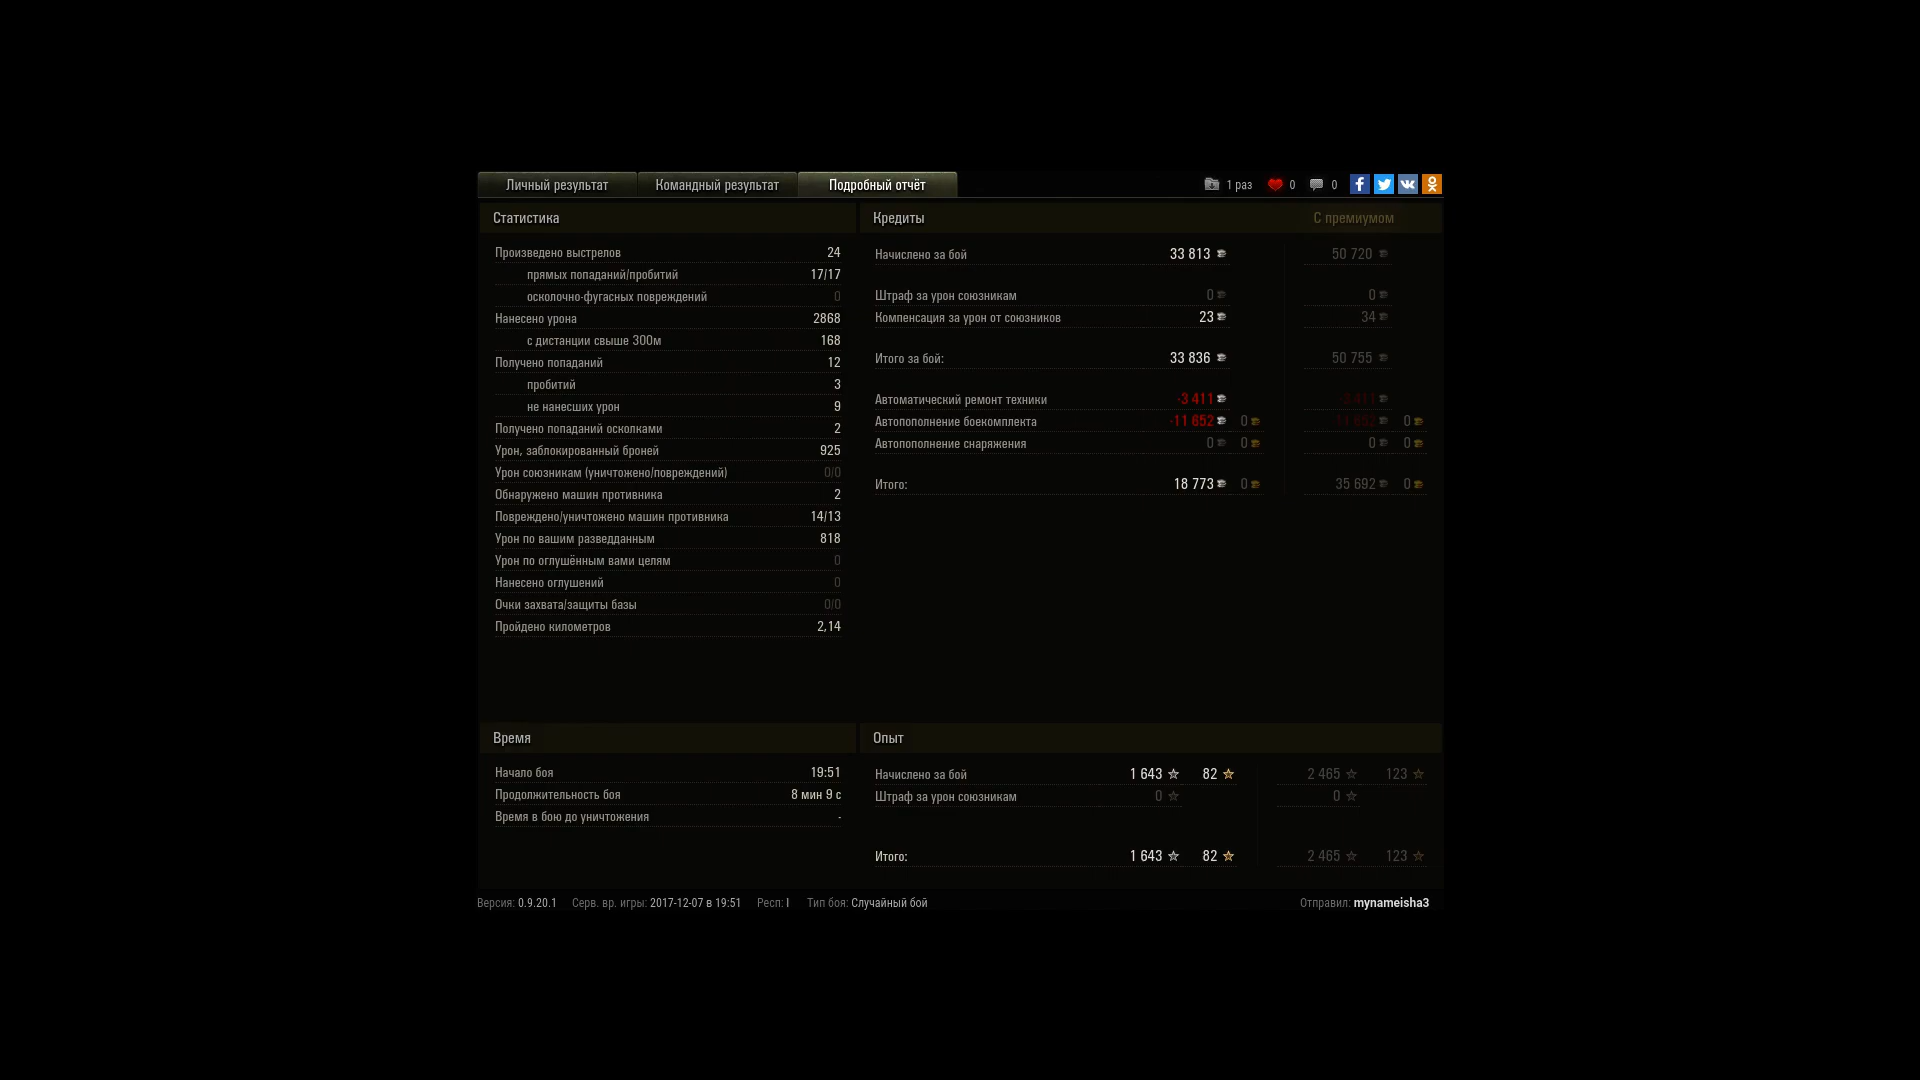 Личный результат Командный результат Подробный отчёт 1 раз 0 0
Статистика
Произведено выстрелов 24
прямых попаданий/пробитий 17/17
осколочно-фугасных повреждений 0
Нанесено урона 2868
с дистанции свыше 300м 168
Получено попаданий 12
пробитий 3
не нанесших урон 9
Получено попаданий осколками 2
Урон, заблокированный броней 925
Урон союзникам (уничтожено/повреждений) 0/0
Обнаружено машин противника 2
Повреждено/уничтожено машин противника 14/13
Урон по вашим разведданным 818
Урон по оглушённым вами целям 0
Нанесено оглушений 0
Очки захвата/защиты базы 0/0
Пройдено километров 2,14
Кредиты С премиумом
Начислено за бой 33 813 50 720
Штраф за урон союзникам 0 0
Компенсация за урон от союзников 23 34
Итого за бой: 33 836 50 755
Автоматический ремонт техники -3 411 -3 411
Автопополнение боекомплекта -11 652 0 -11 652 0
Автопополнение снаряжения 0 0 0 0
Итого: 18 773 0 35 692 0
Время
Начало боя 19:51
Продолжительность боя 8 мин 9 с
Время в бою до уничтожения -
Опыт
Начислено за бой 1 643 82 2 465 123
Штраф за урон союзникам 0 0
Итого: 1 643 82 2 465 123
Версия: 0.9.20.1 Серв. вр. игры: 2017-12-07 в 19:51 Респ: I Тип боя: Случайный бой Отправил: mynameisha3